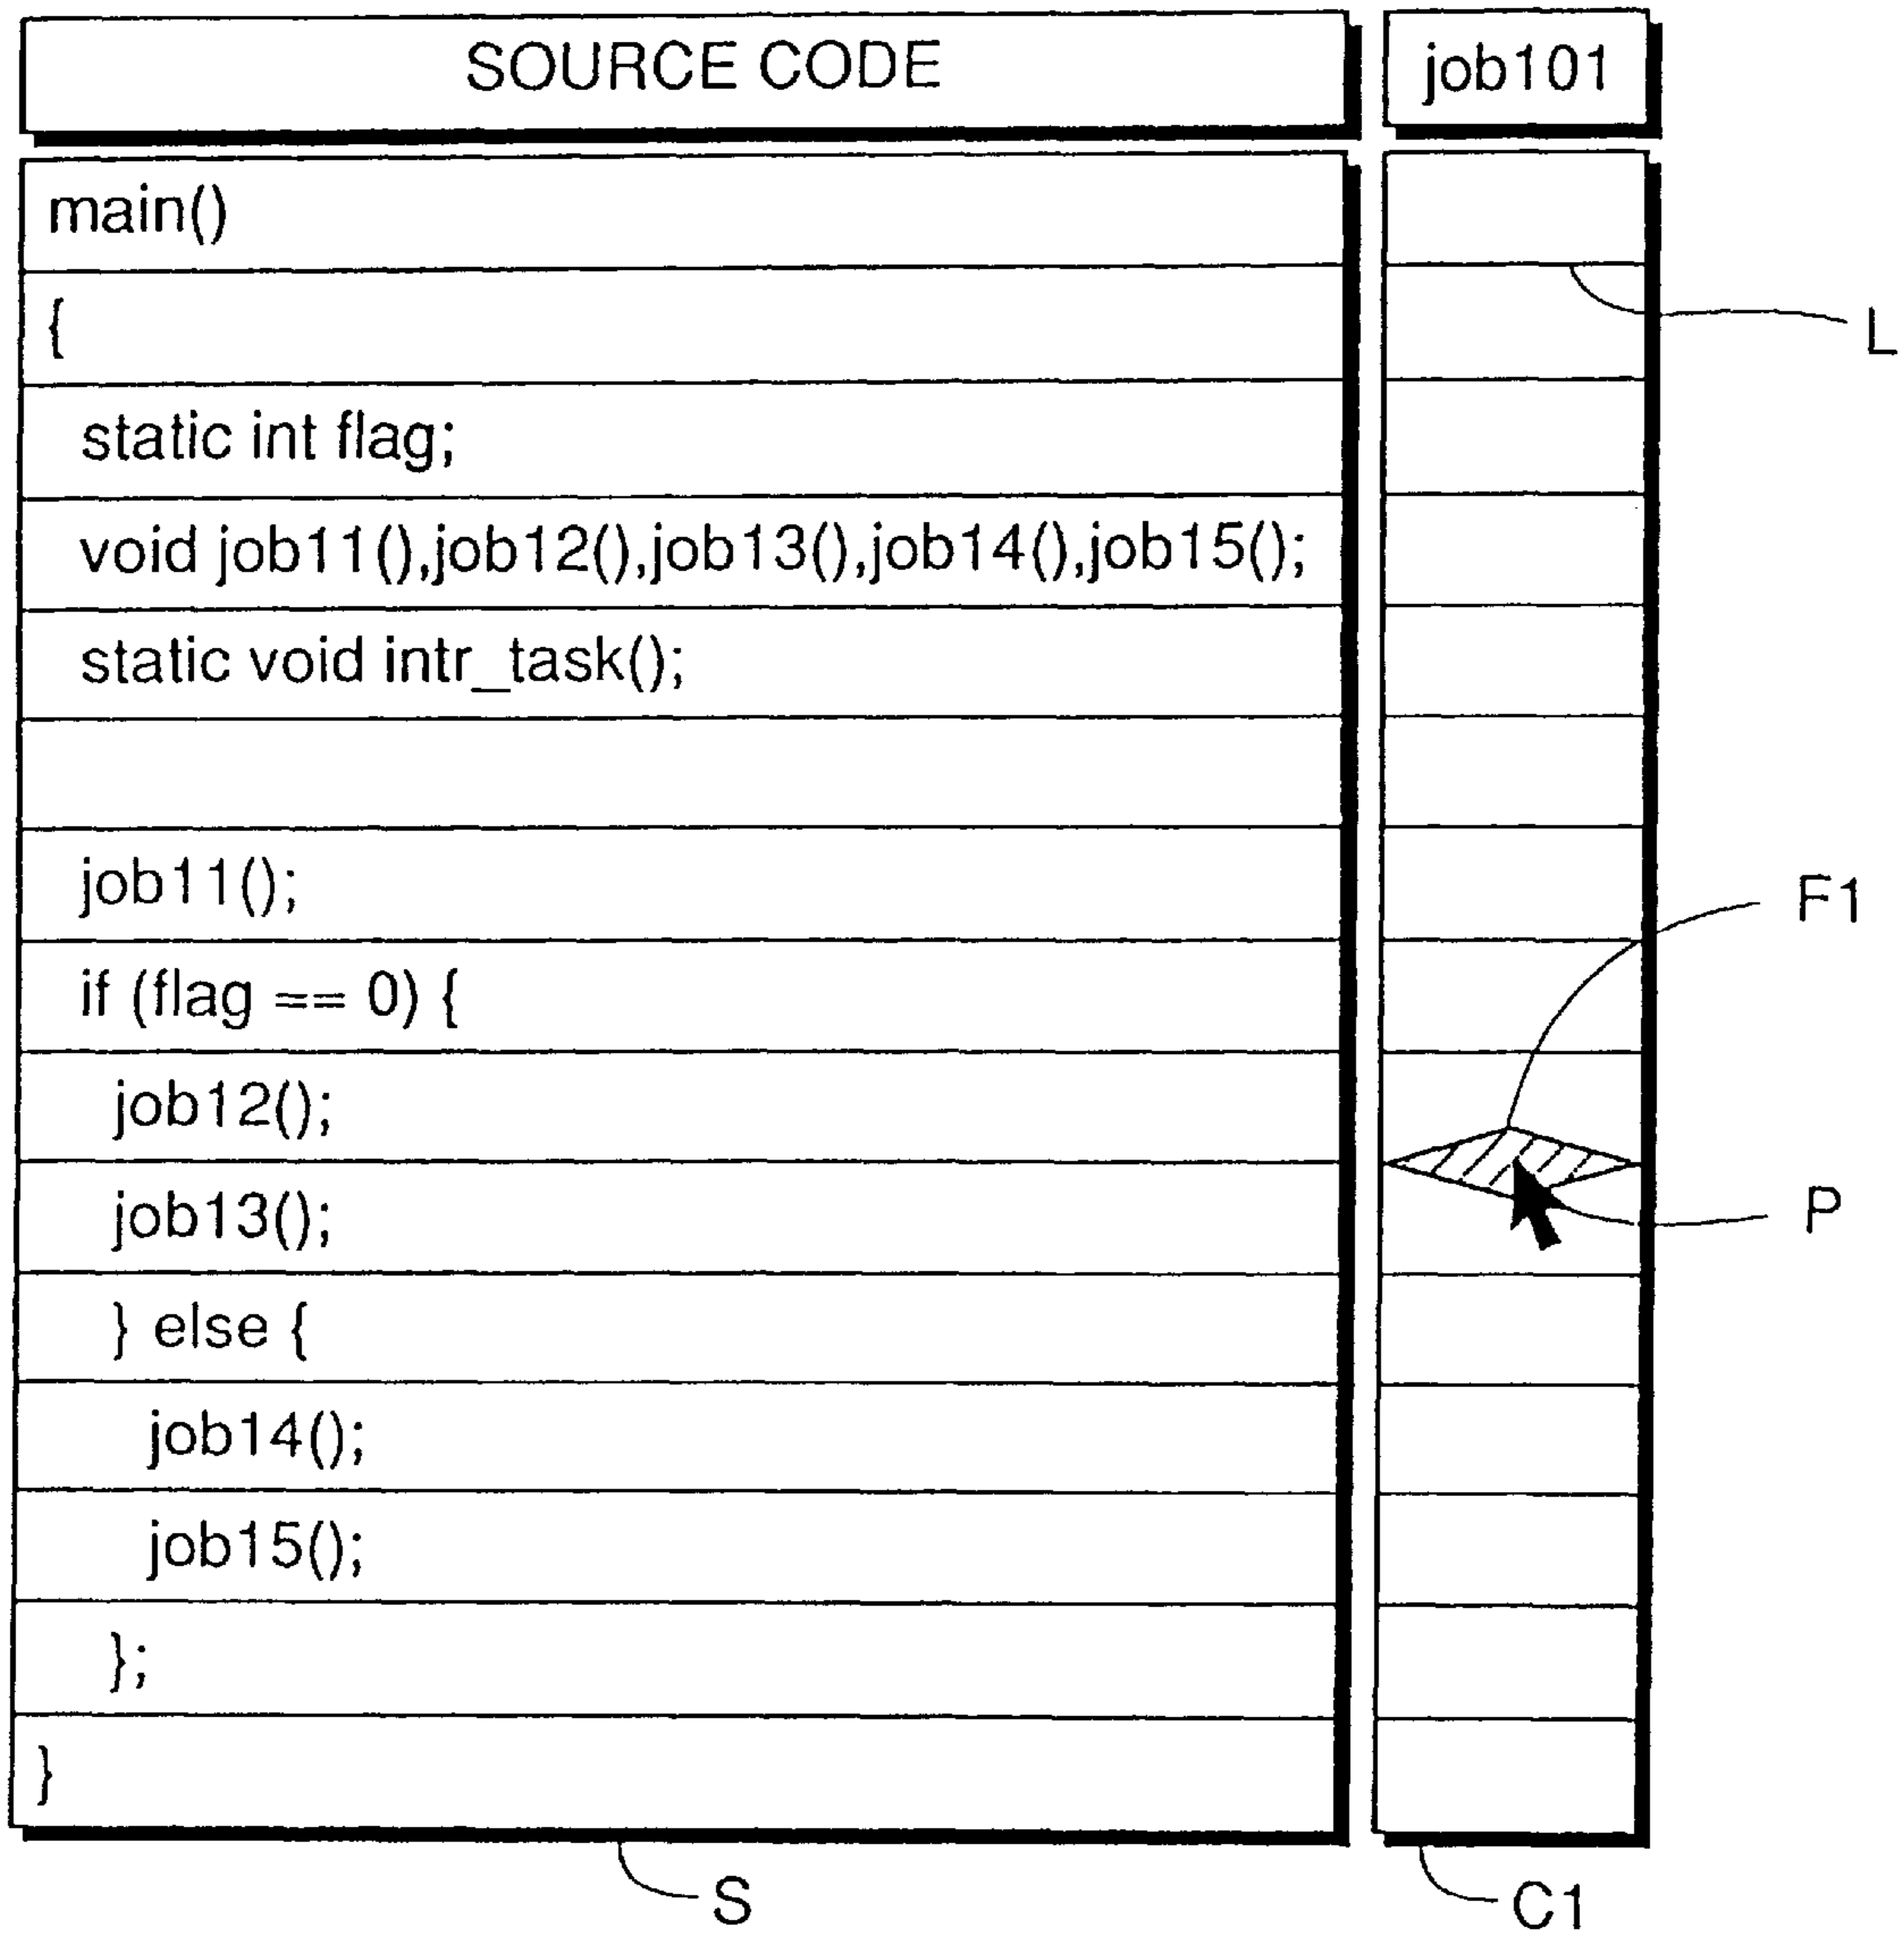 SOURCE CODE
job101
main()
{
L
static int flag;
void job11(),job12(),job13(),job14(),job15();
static void intr_task();
job11();
F1
if (flag == 0) {
job12();
job13();
P
} else {
job14();
job15();
};
}
S
C1